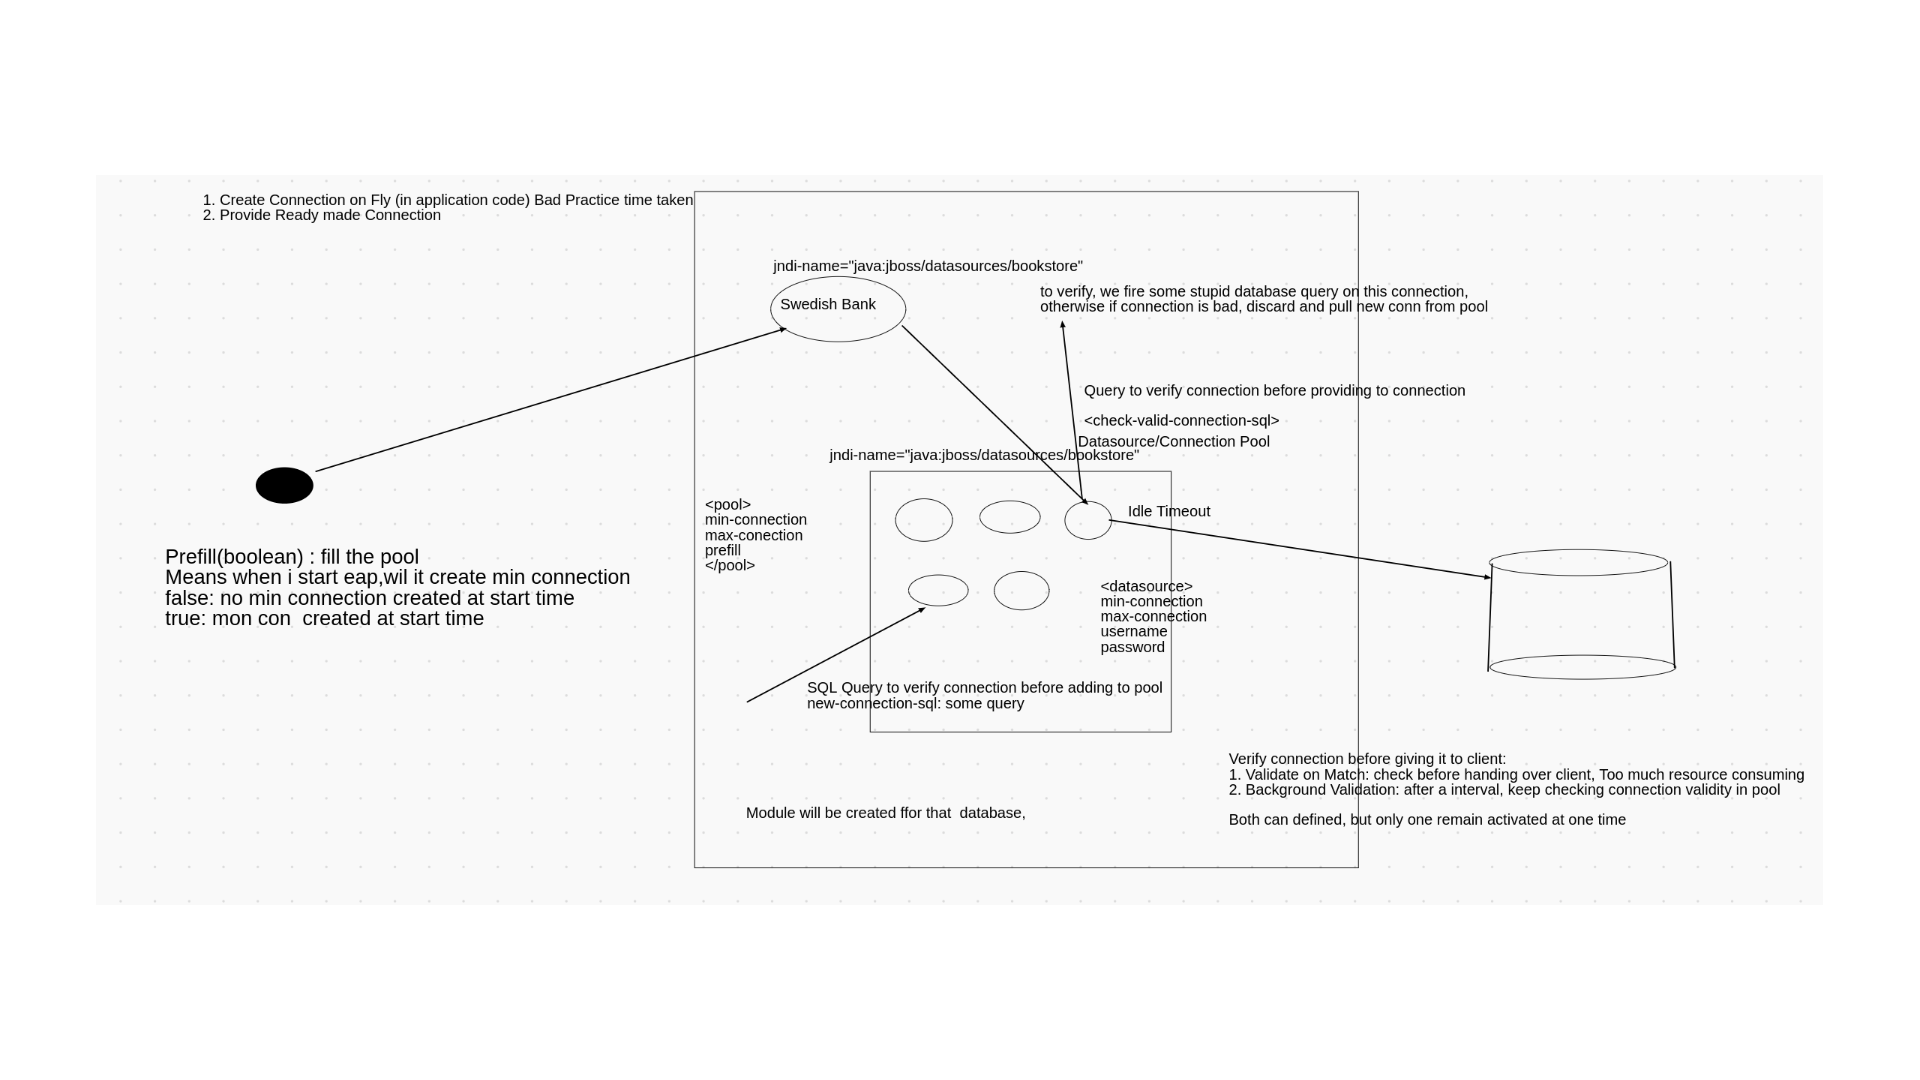 1. Create Connection on Fly (in application code) Bad Practice time taken
2. Provide Ready made Connection
jndi-name="java:jboss/datasources/bookstore"
Swedish Bank
to verify, we fire some stupid database query on this connection,
otherwise if connection is bad, discard and pull new conn from pool
Query to verify connection before providing to connection
<check-valid-connection-sql>
Datasource/Connection Pool
jndi-name="java:jboss/datasources/bookstore"
<pool>
min-connection
max-conection
prefill
</pool>
Idle Timeout
Prefill(boolean) : fill the pool
Means when i start eap,wil it create min connection
false: no min connection created at start time
true: mon con  created at start time
<datasource>
min-connection
max-connection
username
password
SQL Query to verify connection before adding to pool
new-connection-sql: some query
Verify connection before giving it to client:
1. Validate on Match: check before handing over client, Too much resource consuming
2. Background Validation: after a interval, keep checking connection validity in pool
Both can defined, but only one remain activated at one time
Module will be created ffor that  database,